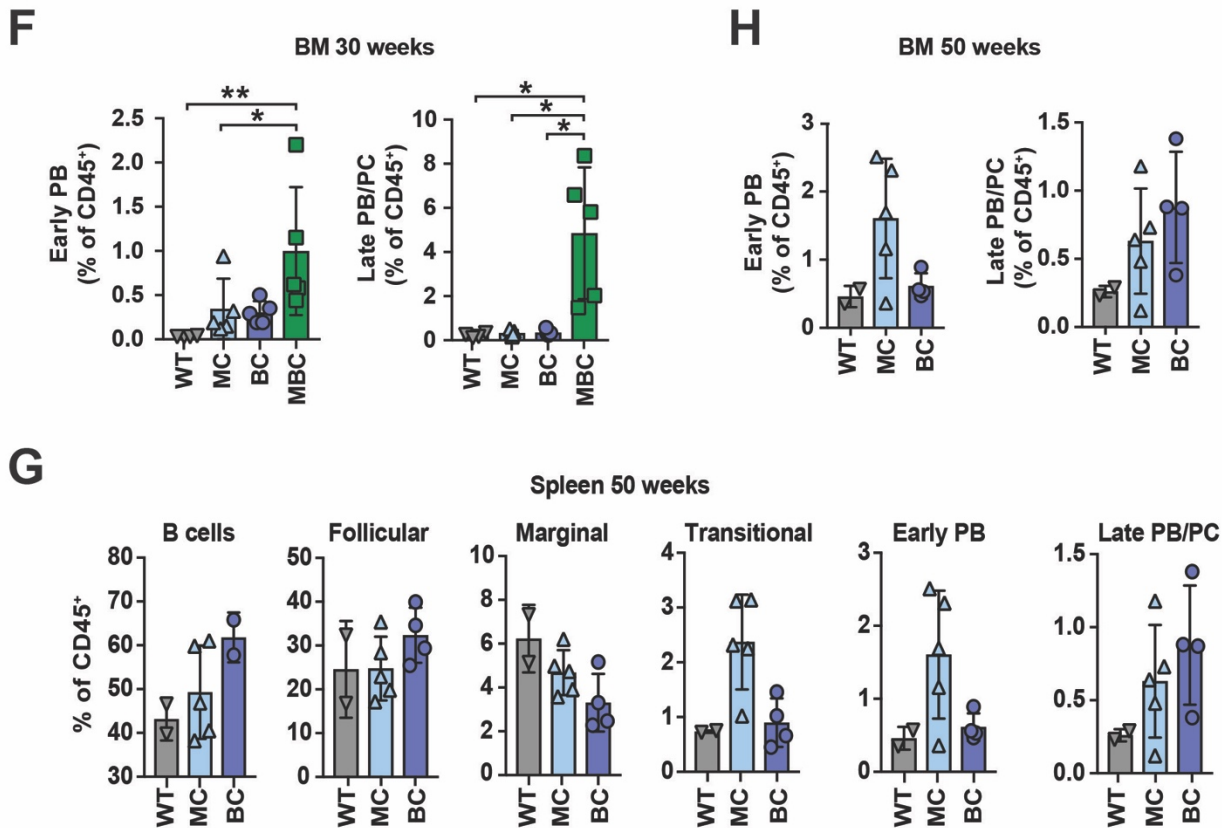 F
BM 30 weeks
Early PB
(% of CD45⁺)
2.5
2.0
1.5
1.0
0.5
0.0
**
*
WT
MC
BC
MBC
Late PB/PC
(% of CD45⁺)
10
8
6
4
2
0
*
*
*
WT
MC
BC
MBC
H
BM 50 weeks
Early PB
(% of CD45⁺)
3
2
1
0
WT
MC
BC
Late PB/PC
(% of CD45⁺)
1.5
1.0
0.5
0.0
WT
MC
BC
G
Spleen 50 weeks
% of CD45⁺
B cells
80
70
60
50
40
30
WT
MC
BC
Follicular
50
40
30
20
10
0
WT
MC
BC
Marginal
10
8
6
4
2
0
WT
MC
BC
Transitional
4
3
2
1
0
WT
MC
BC
Early PB
3
2
1
0
WT
MC
BC
Late PB/PC
1.5
1.0
0.5
0.0
WT
MC
BC